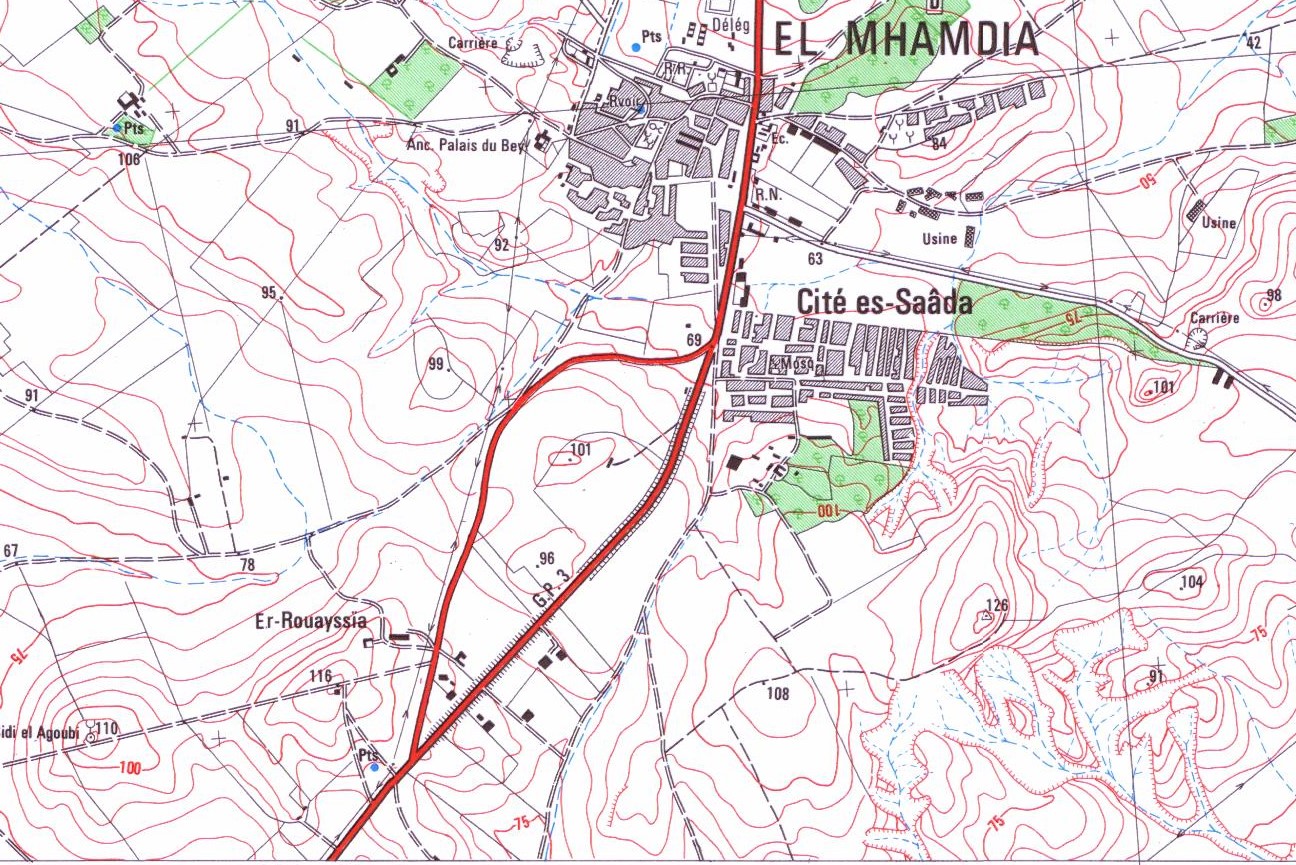 Délég
Pts
EL MHAMDIA
42
Carrière
R.R.
Rvoir
Pts
91
Anc. Palais du Bey
Ec.
84
106
50
R.N.
Usine
Usine
92
63
95
98
Cité es-Saâda
75
Carrière
69
Mosq.
99
101
91
101
100
96
67
78
G.P. 3
104
126
Er-Rouayssia
75
75
116
91
108
Sidi el Agoubi
110
Pts
100
75
75